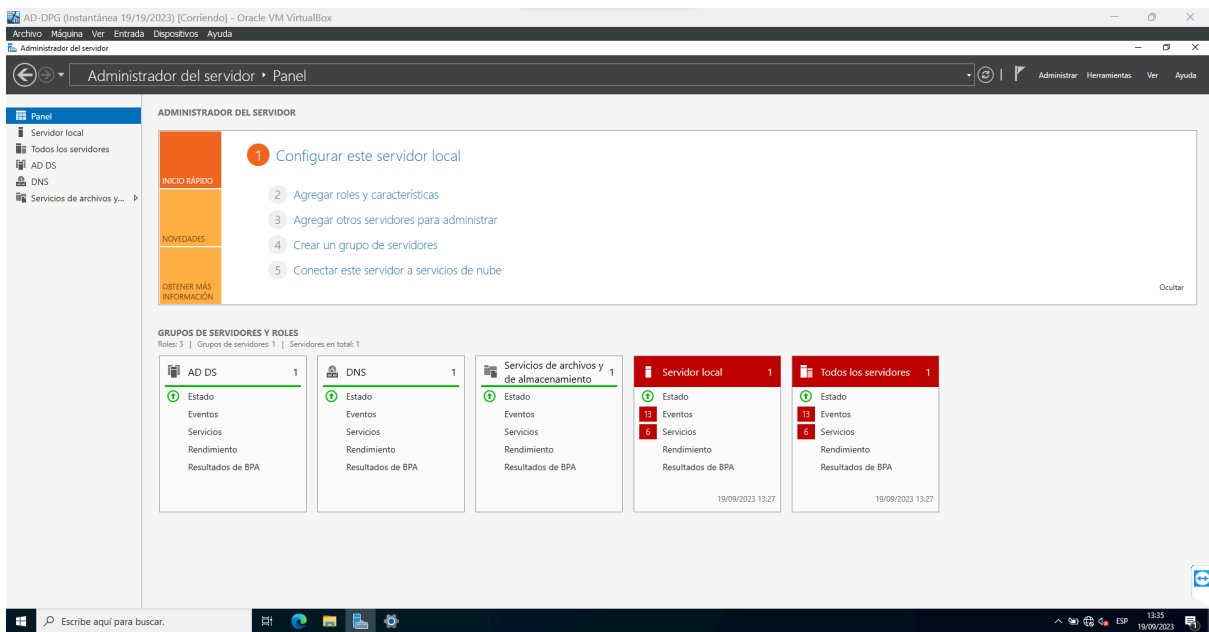 AD-DPG (Instantánea 19/19/2023) [Corriendo] - Oracle VM VirtualBox
Archivo Máquina Ver Entrada Dispositivos Ayuda
Administrador del servidor
Administrador del servidor Panel
Administrar Herramientas Ver Ayuda
Panel
Servidor local
Todos los servidores
AD DS
DNS
Servicios de archivos y...
ADMINISTRADOR DEL SERVIDOR
INICIO RÁPIDO
NOVEDADES
OBTENER MÁS
INFORMACIÓN
1 Configurar este servidor local
2 Agregar roles y características
3 Agregar otros servidores para administrar
4 Crear un grupo de servidores
5 Conectar este servidor a servicios de nube
Ocultar
GRUPOS DE SERVIDORES Y ROLES
Roles: 3 | Grupos de servidores: 1 | Servidores en total: 1
AD DS 1
Estado
Eventos
Servicios
Rendimiento
Resultados de BPA
DNS 1
Estado
Eventos
Servicios
Rendimiento
Resultados de BPA
Servicios de archivos y
de almacenamiento 1
Estado
Eventos
Servicios
Rendimiento
Resultados de BPA
Servidor local 1
Estado
13 Eventos
6 Servicios
Rendimiento
Resultados de BPA
19/09/2023 13:27
Todos los servidores 1
Estado
13 Eventos
6 Servicios
Rendimiento
Resultados de BPA
19/09/2023 13:27
Escribe aquí para buscar.
ESP
13:35
19/09/2023